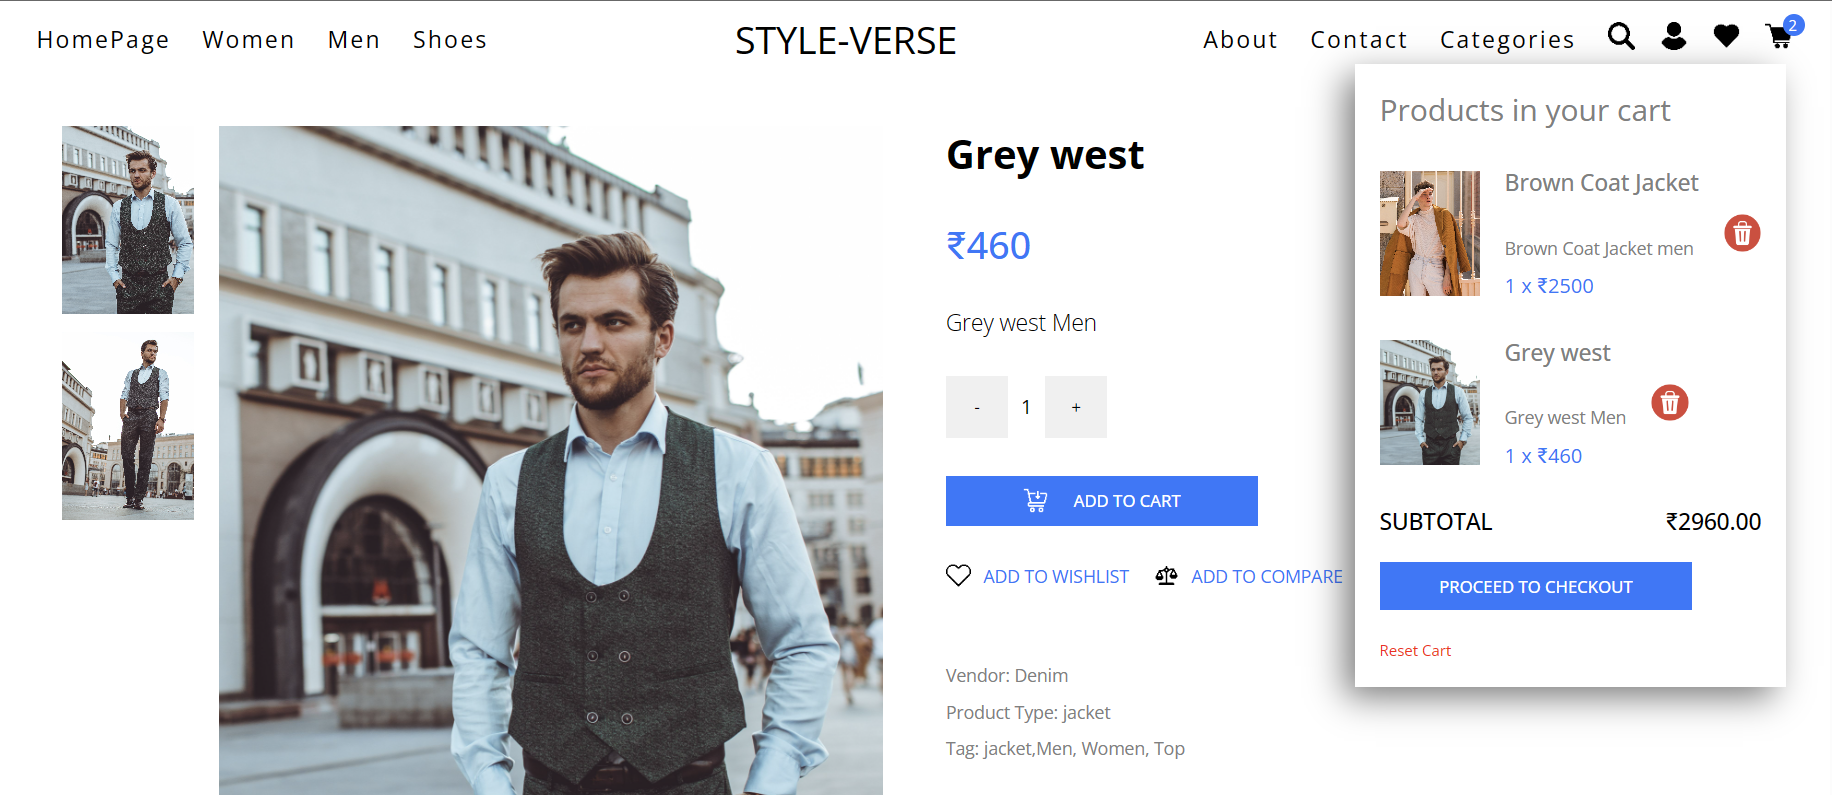 HomePage Women Men Shoes STYLE-VERSE About Contact Categories 2
Grey west
₹460
Grey west Men
- 1 +
ADD TO CART
ADD TO WISHLIST ADD TO COMPARE
Vendor: Denim
Product Type: jacket
Tag: jacket,Men, Women, Top
Products in your cart
Brown Coat Jacket
Brown Coat Jacket men
1 x ₹2500
Grey west
Grey west Men
1 x ₹460
SUBTOTAL ₹2960.00
PROCEED TO CHECKOUT
Reset Cart